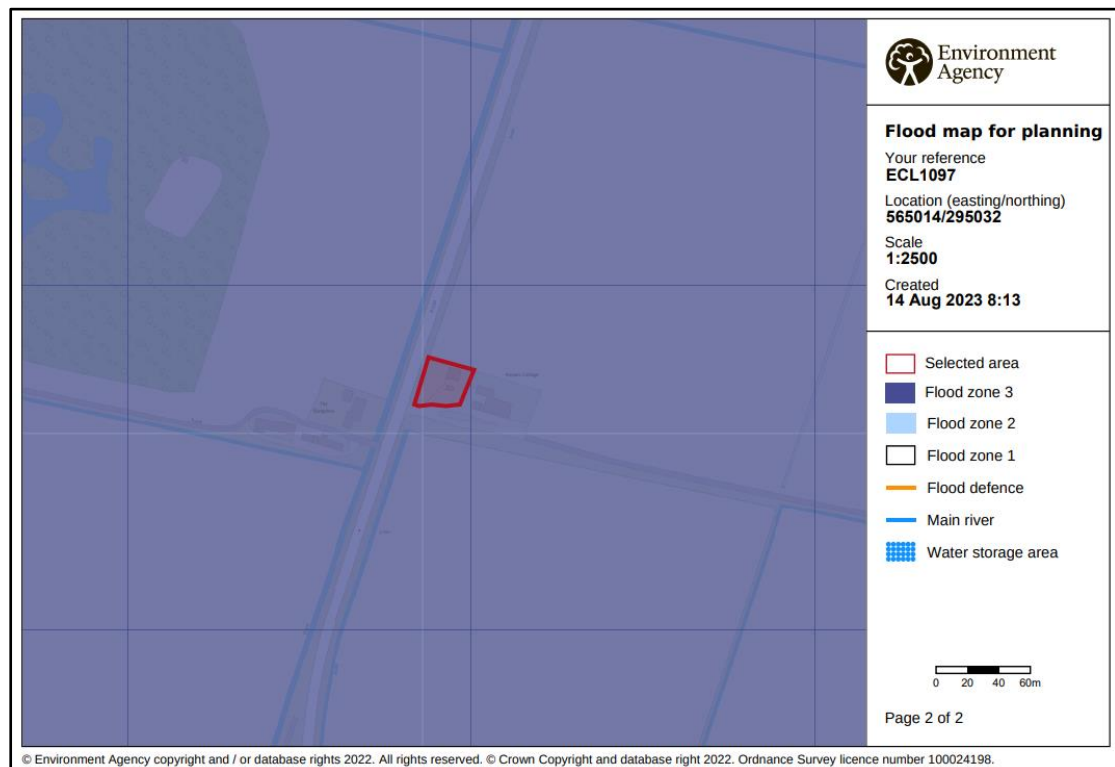 Environment
Agency
Flood map for planning
Your reference
ECL1097
Location (easting/northing)
565014/295032
Scale
1:2500
Created
14 Aug 2023 8:13
Selected area
Flood zone 3
Flood zone 2
Flood zone 1
Flood defence
Main river
Water storage area
0 20 40 60m
Page 2 of 2
© Environment Agency copyright and / or database rights 2022. All rights reserved. © Crown Copyright and database right 2022. Ordnance Survey licence number 100024198.